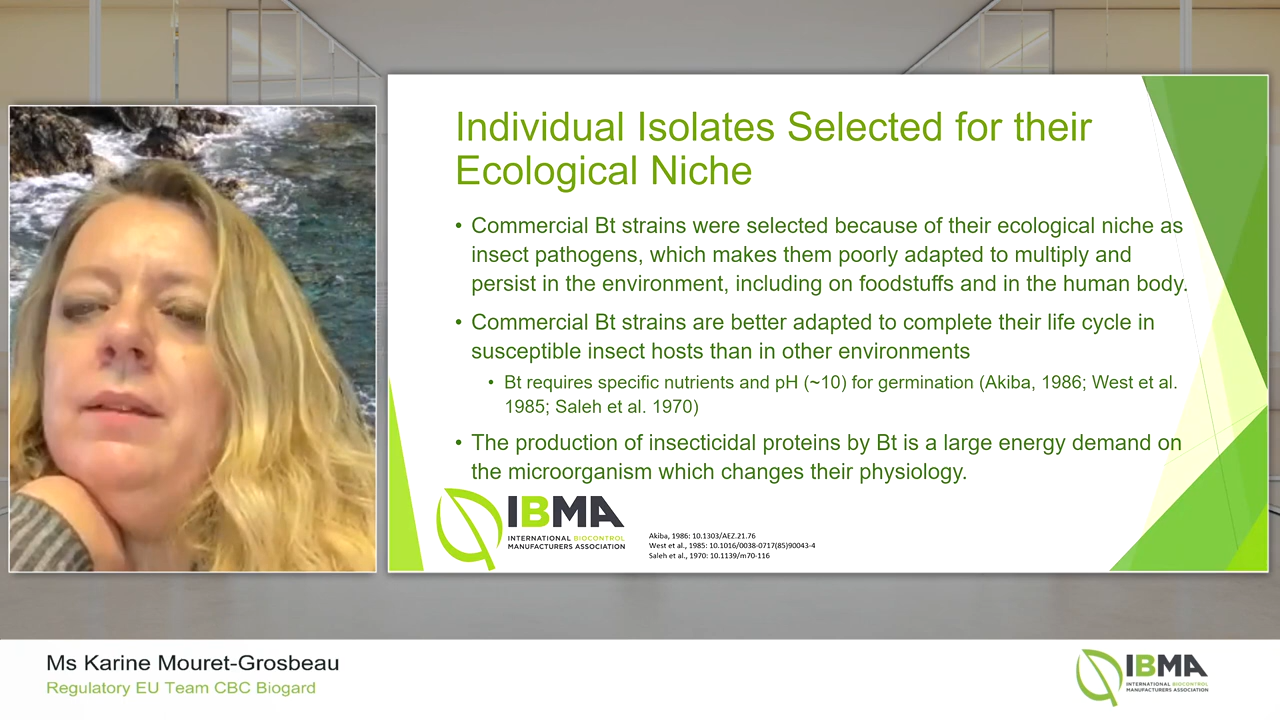 Individual Isolates Selected for their
Ecological Niche
• Commercial Bt strains were selected because of their ecological niche as
insect pathogens, which makes them poorly adapted to multiply and
persist in the environment, including on foodstuffs and in the human body.
• Commercial Bt strains are better adapted to complete their life cycle in
susceptible insect hosts than in other environments
• Bt requires specific nutrients and pH (~10) for germination (Akiba, 1986; West et al.
1985; Saleh et al. 1970)
• The production of insecticidal proteins by Bt is a large energy demand on
the microorganism which changes their physiology.
IBMA
INTERNATIONAL BIOCONTROL
MANUFACTURERS ASSOCIATION
Akiba, 1986: 10.1303/AEZ.21.76
West et al., 1985: 10.1016/0038-0717(85)90043-4
Saleh et al., 1970: 10.1139/m70-116
Ms Karine Mouret-Grosbeau
Regulatory EU Team CBC Biogard
IBMA
INTERNATIONAL BIOCONTROL
MANUFACTURERS ASSOCIATION